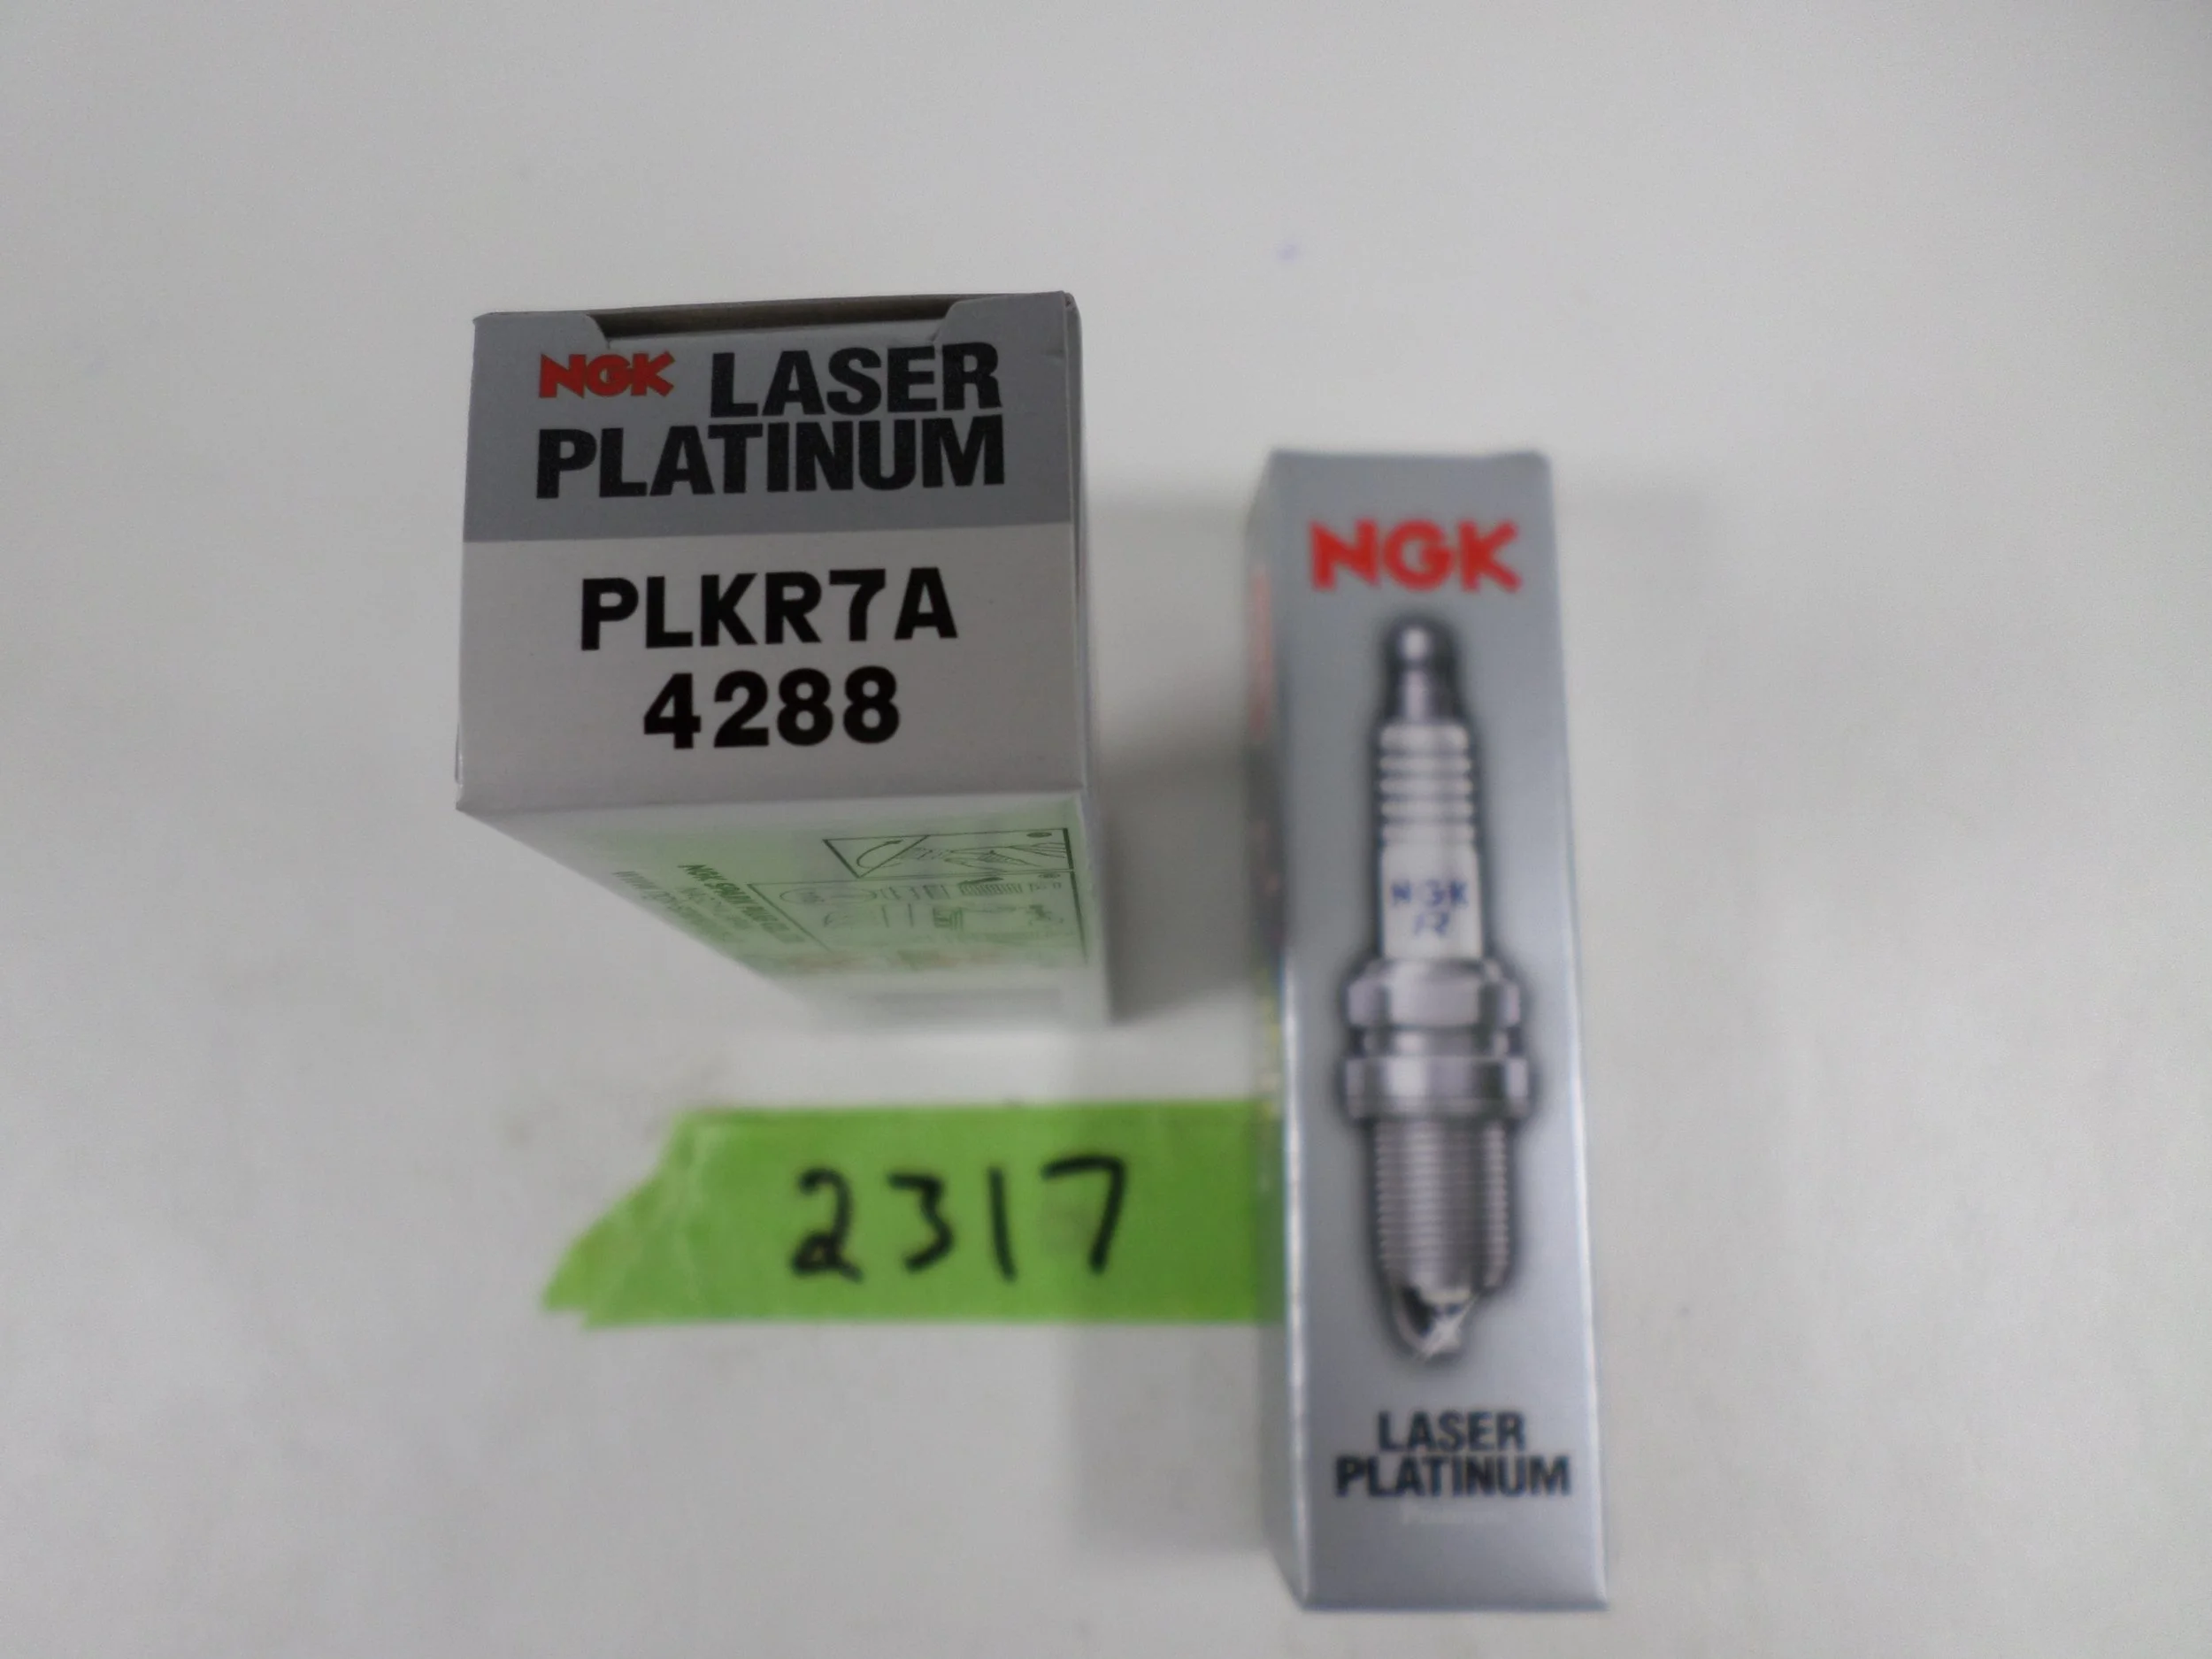 NGK LASER
PLATINUM
PLKR7A
4288
NGK
NGK
R
LASER
PLATINUM
2317